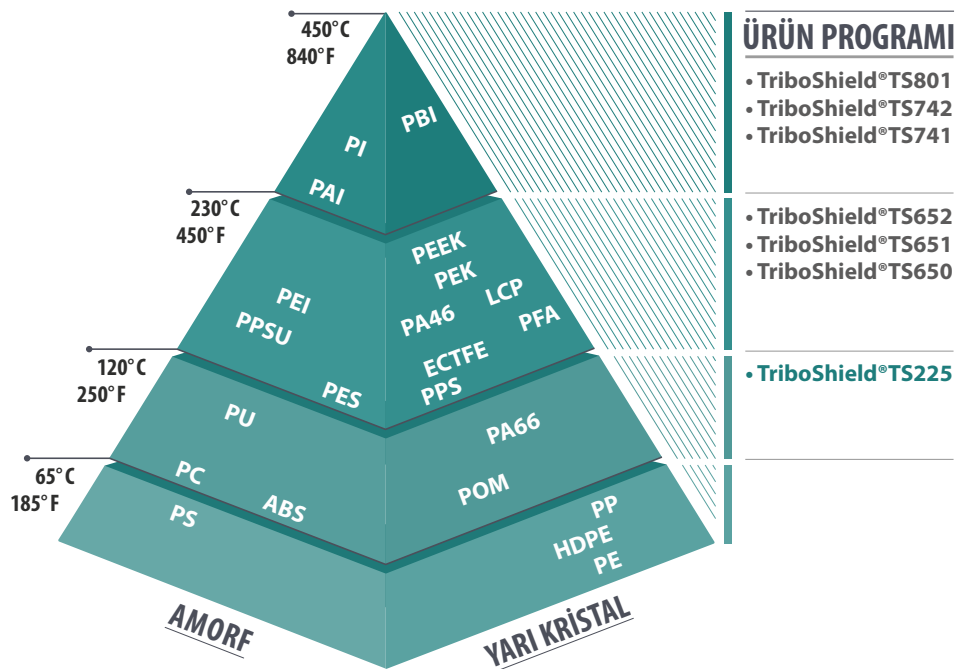 450°C
840°F
PBI
PI
PAI
230°C
450°F
PEEK
PEK
LCP
PEI
PA46
PFA
PPSU
ECTFE
PES
PPS
120°C
250°F
PU
PA66
PC
POM
ABS
65°C
185°F
PS
PP
HDPE
PE
AMORF
YARI KRİSTAL
ÜRÜN PROGRAMI
• TriboShield®TS801
• TriboShield®TS742
• TriboShield®TS741
• TriboShield®TS652
• TriboShield®TS651
• TriboShield®TS650
• TriboShield®TS225